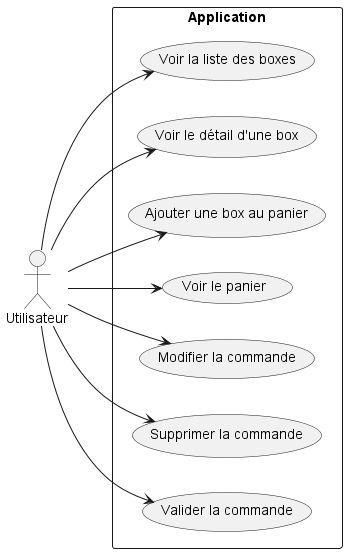 Application
Voir la liste des boxes
Voir le détail d'une box
Ajouter une box au panier
Voir le panier
Utilisateur
Modifier la commande
Supprimer la commande
Valider la commande